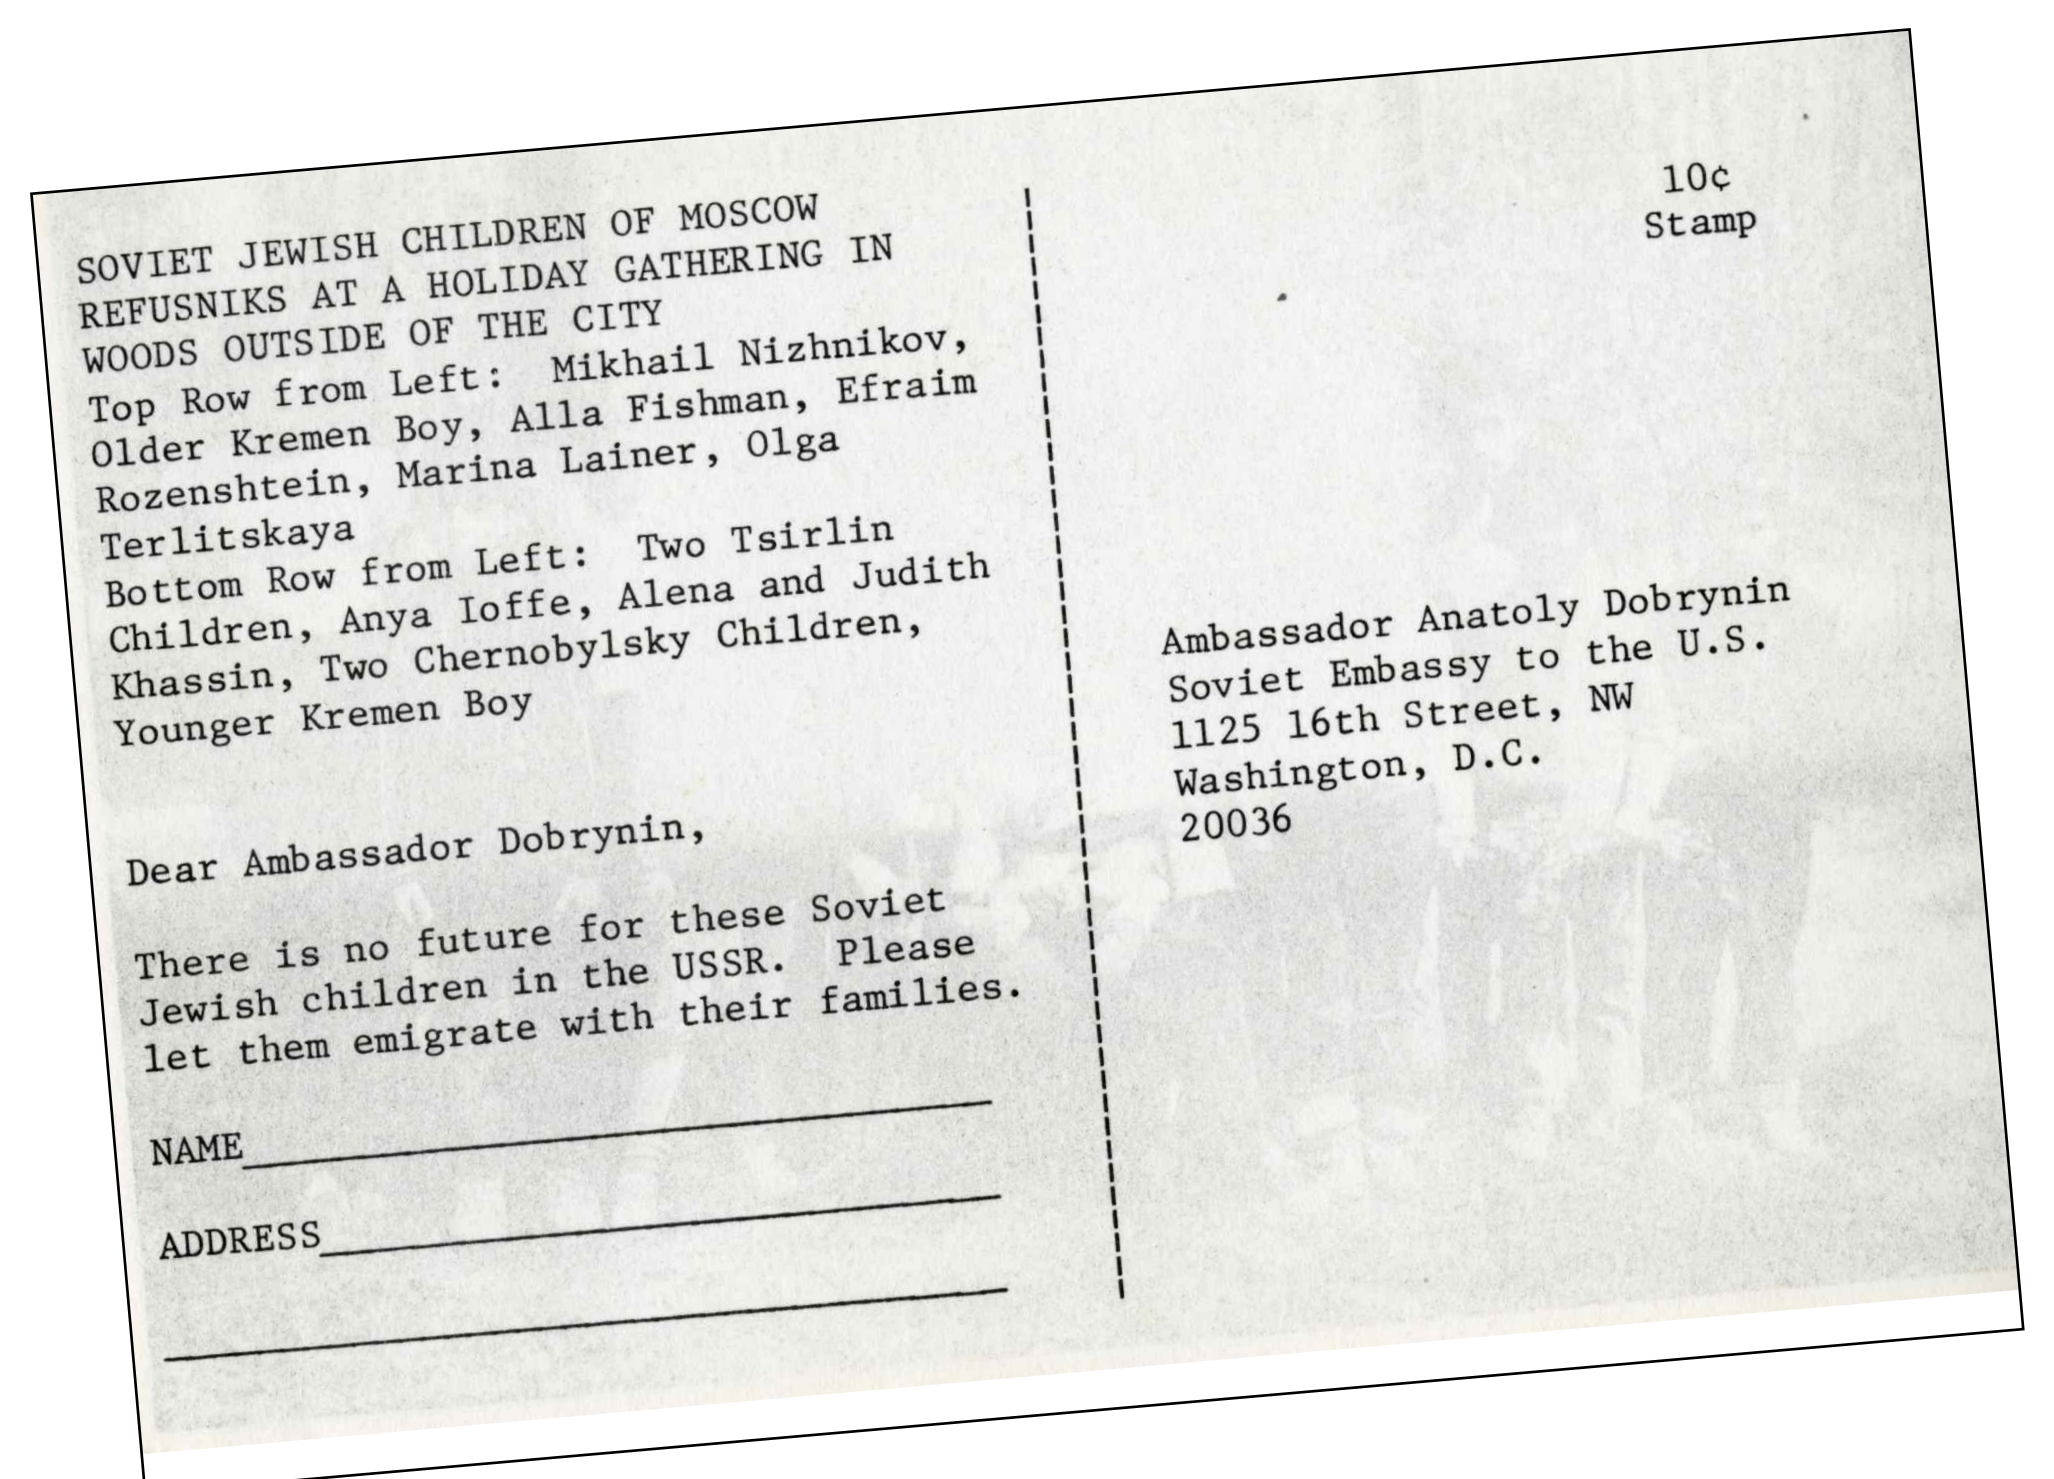 SOVIET JEWISH CHILDREN OF MOSCOW
REFUSNIKS AT A HOLIDAY GATHERING IN
WOODS OUTSIDE OF THE CITY
Top Row from Left:  Mikhail Nizhnikov,
Older Kremen Boy, Alla Fishman, Efraim
Rozenshtein, Marina Lainer, Olga
Terlitskaya
Bottom Row from Left:  Two Tsirlin
Children, Anya Ioffe, Alena and Judith
Khassin, Two Chernobylsky Children,
Younger Kremen Boy
Dear Ambassador Dobrynin,
There is no future for these Soviet
Jewish children in the USSR.  Please
let them emigrate with their families.
NAME
ADDRESS
10¢
Stamp
Ambassador Anatoly Dobrynin
Soviet Embassy to the U.S.
1125 16th Street, NW
Washington, D.C.
20036